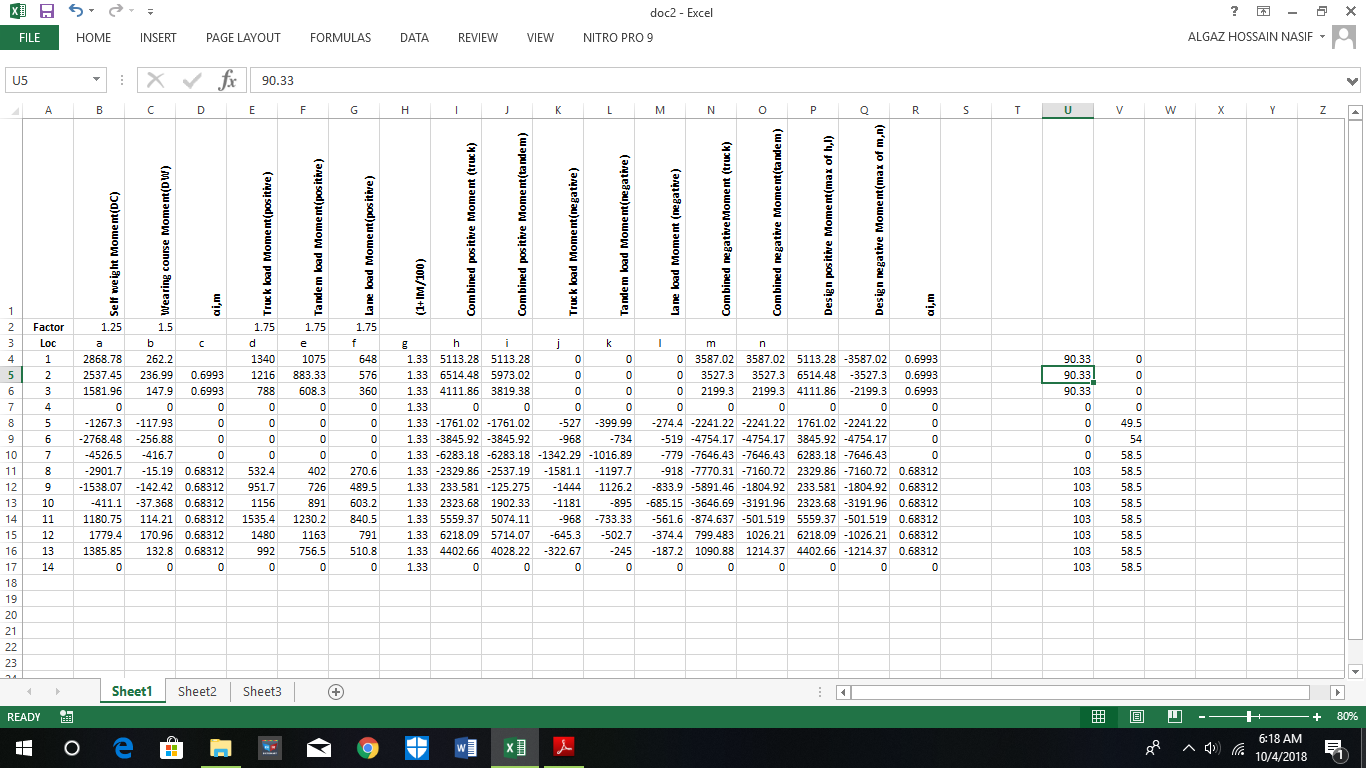 doc2 - Excel
FILE HOME INSERT PAGE LAYOUT FORMULAS DATA REVIEW VIEW NITRO PRO 9 ALGAZ HOSSAIN NASIF
U5 fx 90.33
A B C D E F G H I J K L M N O P Q R S T U V W X Y Z
1 Self weight Moment(DC) Wearing course Moment(DW) αi,m Truck load Moment(positive) Tandem load Moment(positive) Lane load Moment(positive) (1+IM/100) Combined positive Moment (truck) Combined positive Moment(tandem) Truck load Moment(negative) Tandem load Moment(negative) Lane load Moment (negative) Combined negative Moment (truck) Combined negative Moment(tandem) Design positive Moment(max of h,l) Design negative Moment(max of m,n) αi,m
2 Factor 1.25 1.5 1.75 1.75 1.75
3 Loc a b c d e f g h i j k l m n
4 1 2868.78 262.2 1340 1075 648 1.33 5113.28 5113.28 0 0 0 3587.02 3587.02 5113.28 -3587.02 0.6993 90.33 0
5 2 2537.45 236.99 0.6993 1216 883.33 576 1.33 6514.48 5973.02 0 0 0 3527.3 3527.3 6514.48 -3527.3 0.6993 90.33 0
6 3 1581.96 147.9 0.6993 788 608.3 360 1.33 4111.86 3819.38 0 0 0 2199.3 2199.3 4111.86 -2199.3 0.6993 90.33 0
7 4 0 0 0 0 0 0 1.33 0 0 0 0 0 0 0 0 0 0 0 0
8 5 -1267.3 -117.93 0 0 0 0 1.33 -1761.02 -1761.02 -527 -399.99 -274.4 -2241.22 -2241.22 1761.02 -2241.22 0 0 49.5
9 6 -2768.48 -256.88 0 0 0 0 1.33 -3845.92 -3845.92 -968 -734 -519 -4754.17 -4754.17 3845.92 -4754.17 0 0 54
10 7 -4526.5 -416.7 0 0 0 0 1.33 -6283.18 -6283.18 -1342.29 -1016.89 -779 -7646.43 -7646.43 6283.18 -7646.43 0 0 58.5
11 8 -2901.7 -15.19 0.68312 532.4 402 270.6 1.33 -2329.86 -2537.19 -1581.1 -1197.7 -918 -7770.31 -7160.72 2329.86 -7160.72 0.68312 103 58.5
12 9 -1538.07 -142.42 0.68312 951.7 726 489.5 1.33 233.581 -125.275 -1444 1126.2 -833.9 -5891.46 -1804.92 233.581 -1804.92 0.68312 103 58.5
13 10 -411.1 -37.368 0.68312 1156 891 603.2 1.33 2323.68 1902.33 -1181 -895 -685.15 -3646.69 -3191.96 2323.68 -3191.96 0.68312 103 58.5
14 11 1180.75 114.21 0.68312 1535.4 1230.2 840.5 1.33 5559.37 5074.11 -968 -733.33 -561.6 -874.637 -501.519 5559.37 -501.519 0.68312 103 58.5
15 12 1779.4 170.96 0.68312 1480 1163 791 1.33 6218.09 5714.07 -645.3 -502.7 -374.4 799.483 1026.21 6218.09 -1026.21 0.68312 103 58.5
16 13 1385.85 132.8 0.68312 992 756.5 510.8 1.33 4402.66 4028.22 -322.67 -245 -187.2 1090.88 1214.37 4402.66 -1214.37 0.68312 103 58.5
17 14 0 0 0 0 0 0 1.33 0 0 0 0 0 0 0 0 0 0 103 58.5
18
19
20
21
22
23
Sheet1 Sheet2 Sheet3
READY 80%
6:18 AM
10/4/2018
1